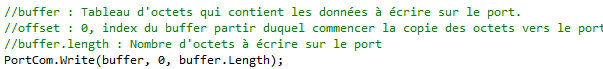 //buffer : Tableau d'octets qui contient les données à écrire sur le port.
//offset : 0, index du buffer partir duquel commencer la copie des octets vers le port
//buffer.length : Nombre d'octets à écrire sur le port
PortCom.Write(buffer, 0, buffer.Length);